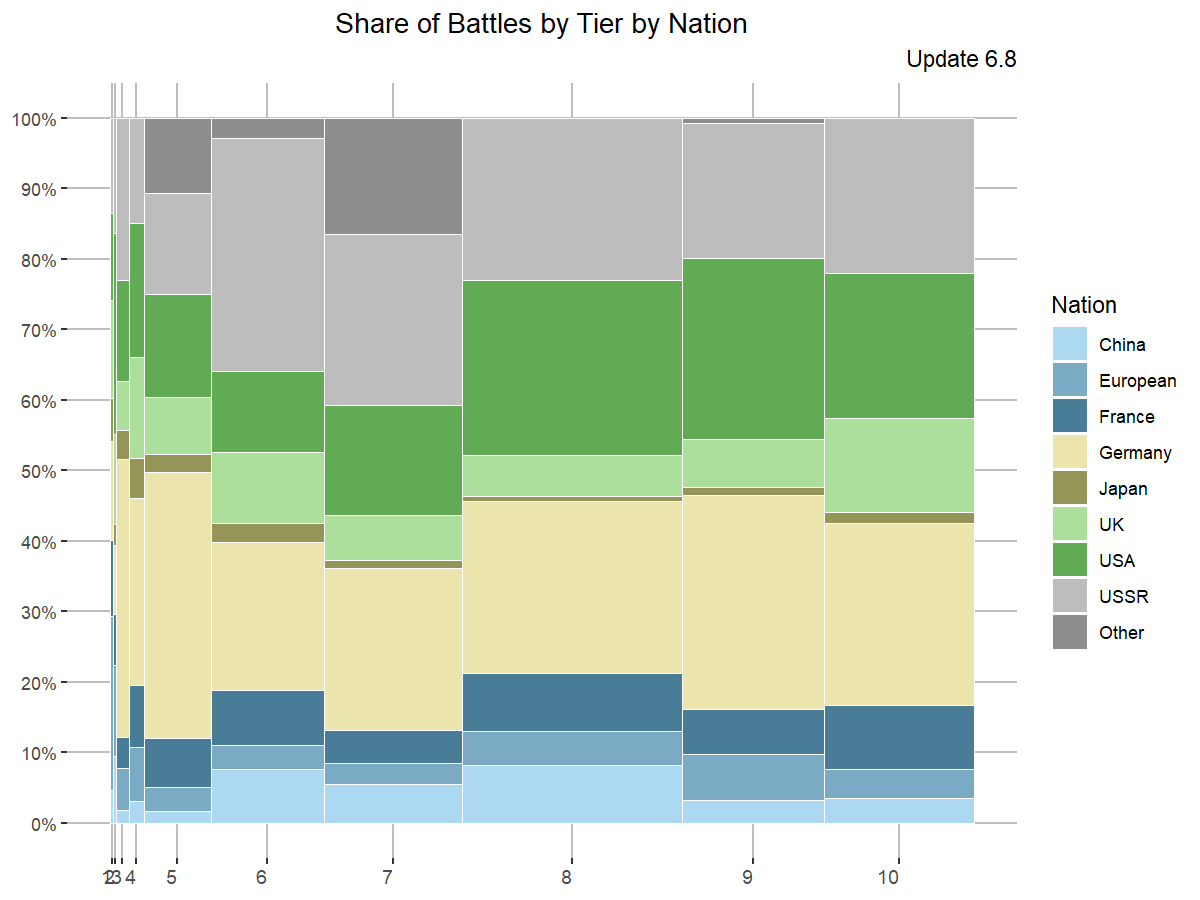 Share of Battles by Tier by Nation
Update 6.8
100%
90%
80%
70%
60%
50%
40%
30%
20%
10%
0%
1 2 3 4 5 6 7 8 9 10
Nation
China
European
France
Germany
Japan
UK
USA
USSR
Other